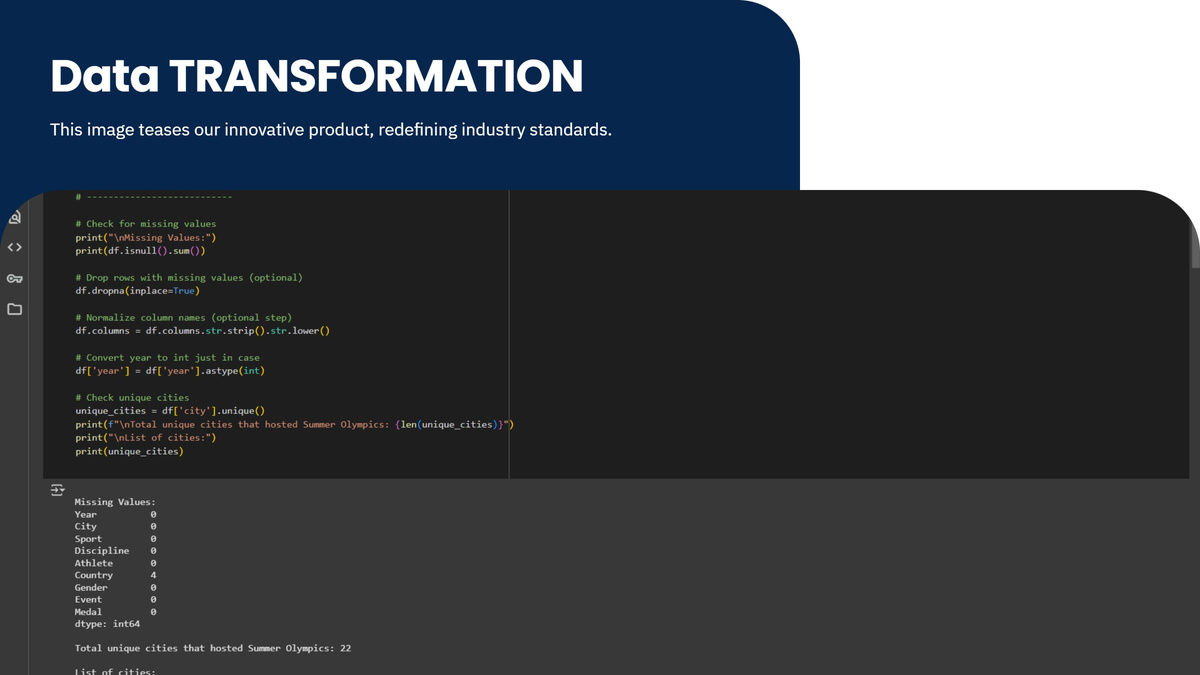 Data TRANSFORMATION
This image teases our innovative product, redefining industry standards.
# ---------------------------
# Check for missing values
print("\nMissing Values:")
print(df.isnull().sum())
# Drop rows with missing values (optional)
df.dropna(inplace=True)
# Normalize column names (optional step)
df.columns = df.columns.str.strip().str.lower()
# Convert year to int just in case
df['year'] = df['year'].astype(int)
# Check unique cities
unique_cities = df['city'].unique()
print(f"\nTotal unique cities that hosted Summer Olympics: {len(unique_cities)}")
print("\nList of cities:")
print(unique_cities)
Missing Values:
Year 0
City 0
Sport 0
Discipline 0
Athlete 0
Country 4
Gender 0
Event 0
Medal 0
dtype: int64
Total unique cities that hosted Summer Olympics: 22
List of cities: